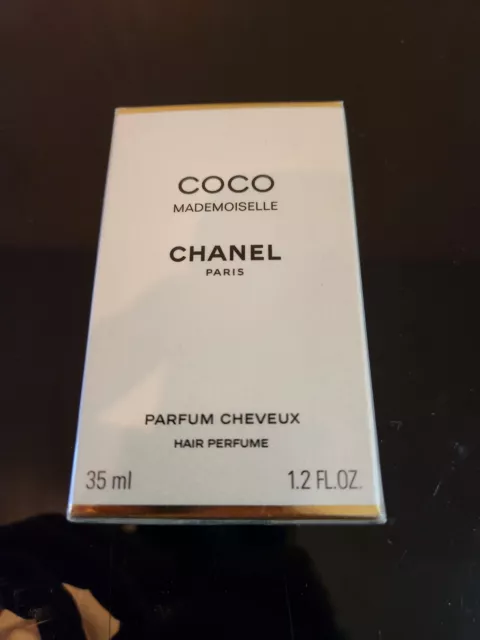 COCO
MADEMOISELLE
CHANEL
PARIS
PARFUM CHEVEUX
HAIR PERFUME
35 ml 1.2 FL.OZ.